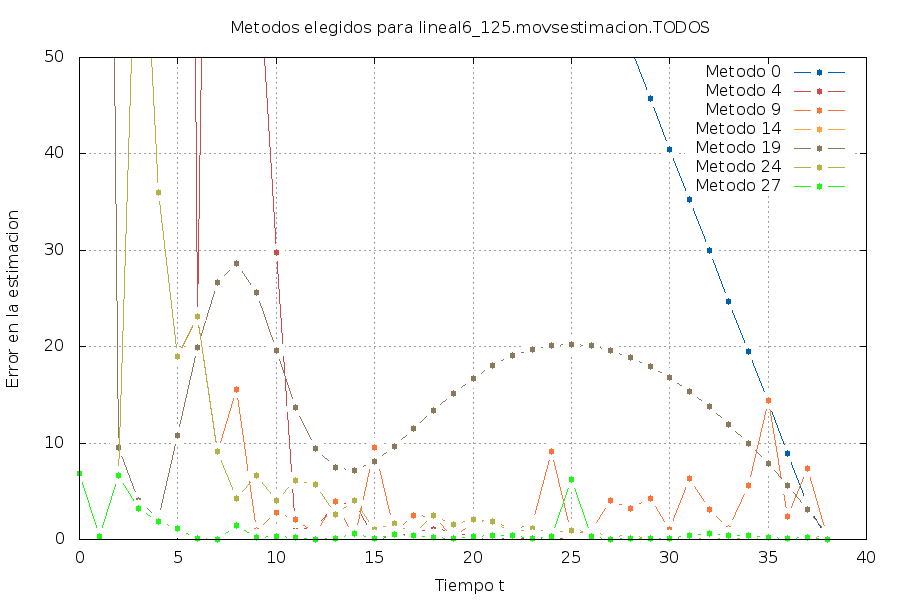 Metodos elegidos para lineal6_125.movsestimacion.TODOS
Metodo 0
Metodo 4
Metodo 9
Metodo 14
Metodo 19
Metodo 24
Metodo 27
50
40
30
20
10
0
Error en la estimacion
0 5 10 15 20 25 30 35 40
Tiempo t